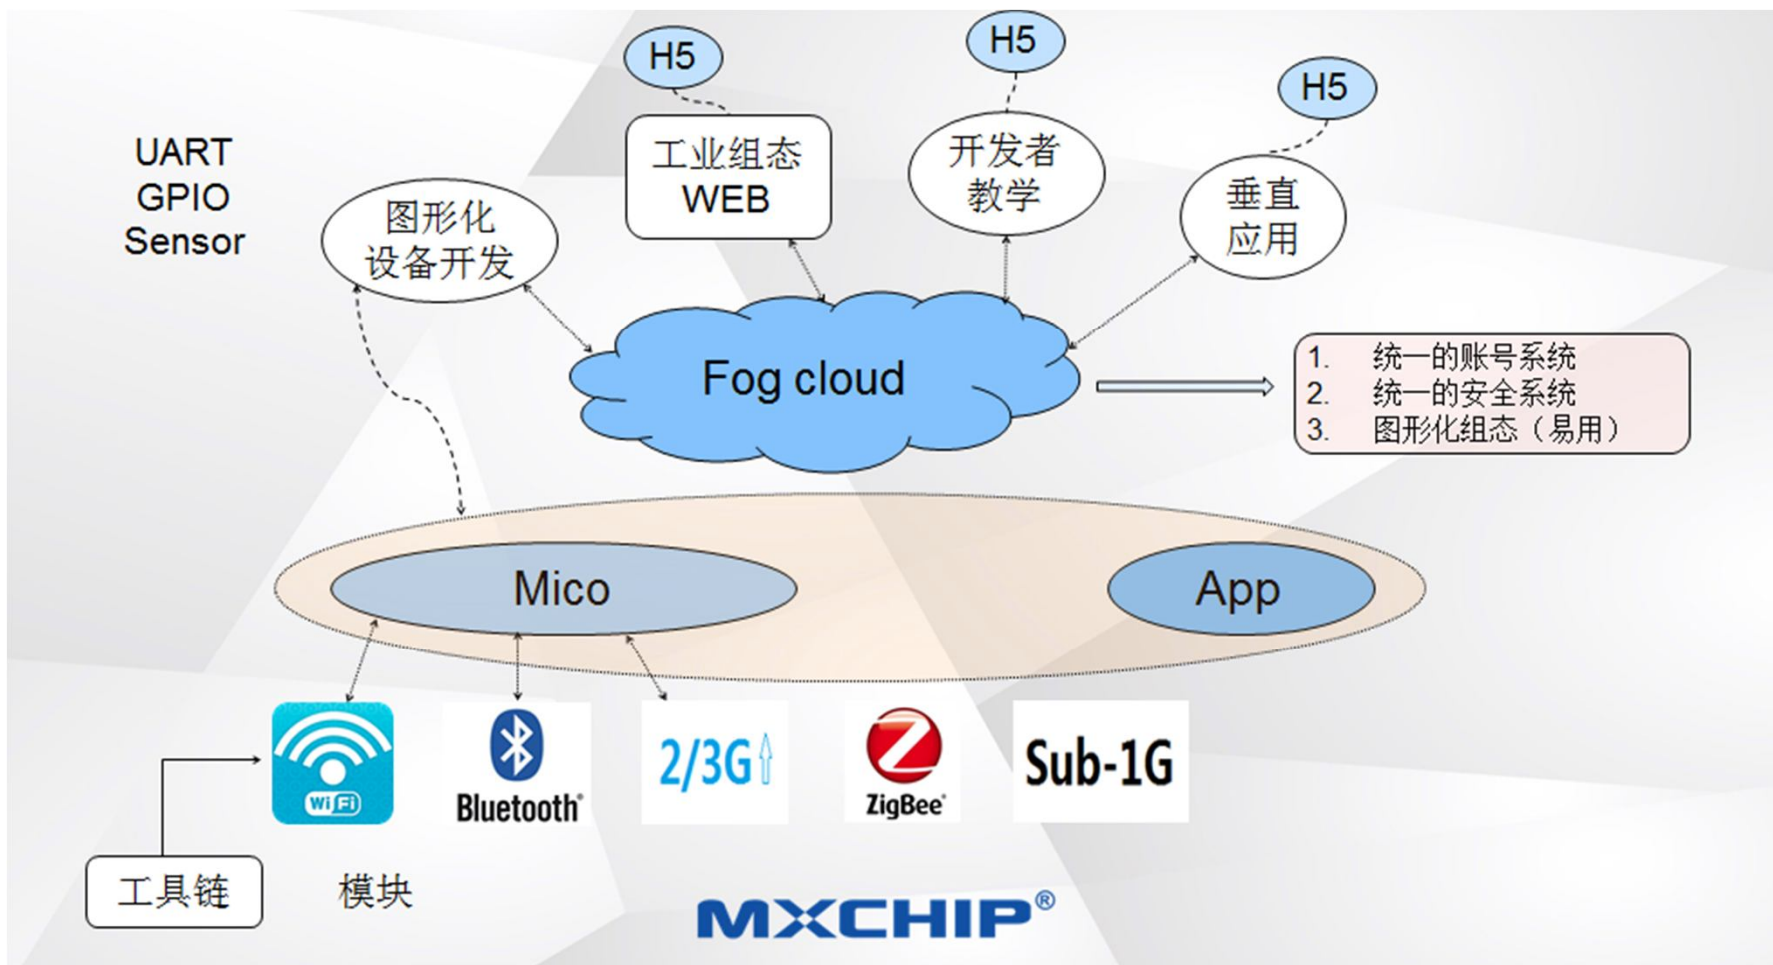 H5
H5
H5
UART
GPIO
Sensor
图形化
设备开发
工业组态
WEB
开发者
教学
垂直
应用
Fog cloud
1. 统一的账号系统
2. 统一的安全系统
3. 图形化组态（易用）
Mico
App
WiFi
Bluetooth®
2/3G
ZigBee®
Sub-1G
工具链
模块
MXCHIP®